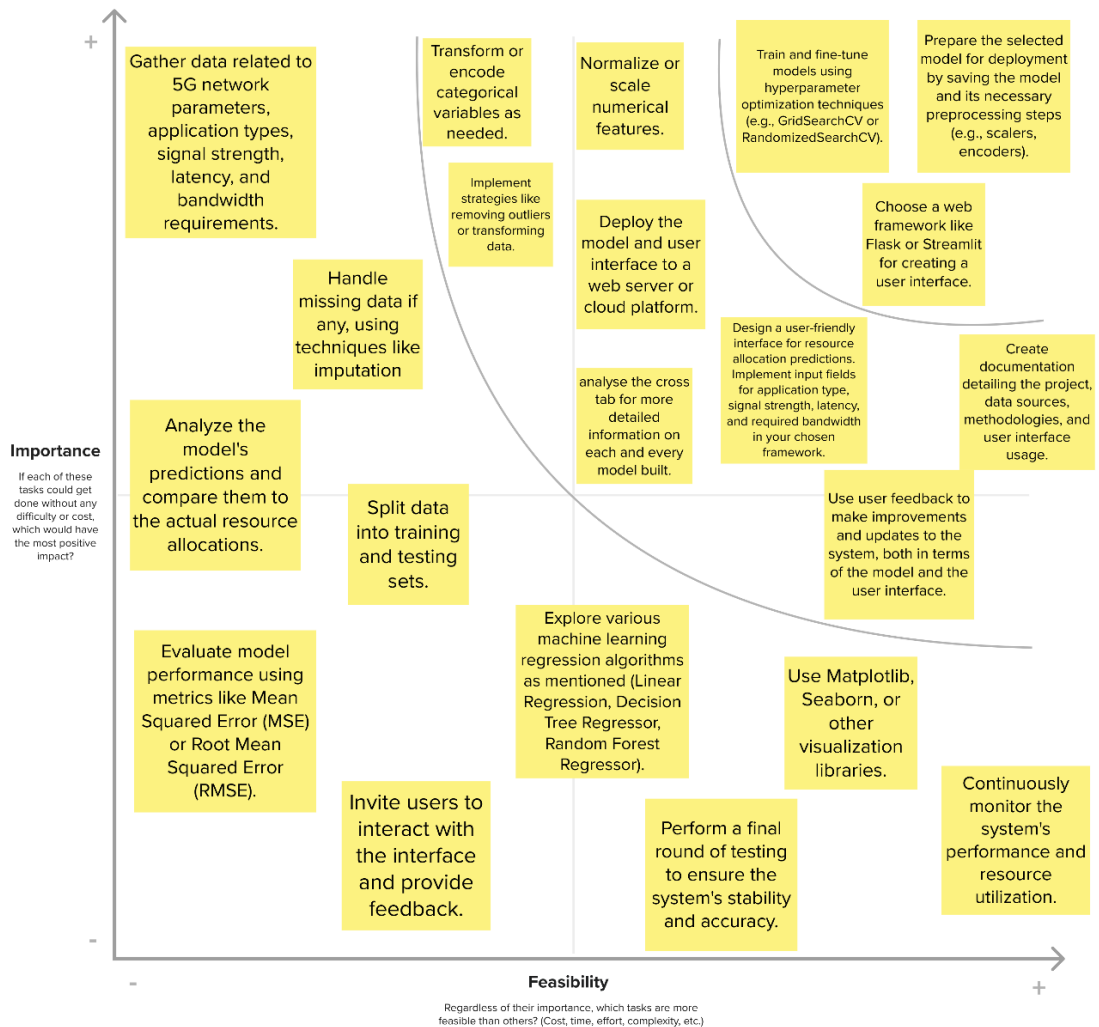 +
Gather data related to
5G network
parameters,
application types,
signal strength,
latency, and
bandwidth
requirements.
Transform or
encode
categorical
variables as
needed.
Normalize or
scale
numerical
features.
Train and fine-tune
models using
hyperparameter
optimization techniques
(e.g., GridSearchCV or
RandomizedSearchCV).
Prepare the selected
model for deployment
by saving the model
and its necessary
preprocessing steps
(e.g., scalers,
encoders).
Implement
strategies like
removing outliers
or transforming
data.
Deploy the
model and user
interface to a
web server or
cloud platform.
Choose a web
framework like
Flask or Streamlit
for creating a
user interface.
Handle
missing data if
any, using
techniques like
imputation
Design a user-friendly
interface for resource
allocation predictions.
Implement input fields
for application type,
signal strength, latency,
and required bandwidth
in your chosen
framework.
Create
documentation
detailing the project,
data sources,
methodologies, and
user interface
usage.
analyse the cross
tab for more
detailed
information on
each and every
model built.
Importance
If each of these
tasks could get
done without any
difficulty or cost,
which would have
the most positive
impact?
Analyze the
model's
predictions and
compare them to
the actual resource
allocations.
Split data
into training
and testing
sets.
Use user feedback to
make improvements
and updates to the
system, both in terms
of the model and the
user interface.
Evaluate model
performance using
metrics like Mean
Squared Error (MSE)
or Root Mean
Squared Error
(RMSE).
Explore various
machine learning
regression algorithms
as mentioned (Linear
Regression, Decision
Tree Regressor,
Random Forest
Regressor).
Use Matplotlib,
Seaborn, or
other
visualization
libraries.
Invite users to
interact with
the interface
and provide
feedback.
Perform a final
round of testing
to ensure the
system's stability
and accuracy.
Continuously
monitor the
system's
performance and
resource
utilization.
-
-
Feasibility
+
Regardless of their importance, which tasks are more
feasible than others? (Cost, time, effort, complexity, etc.)